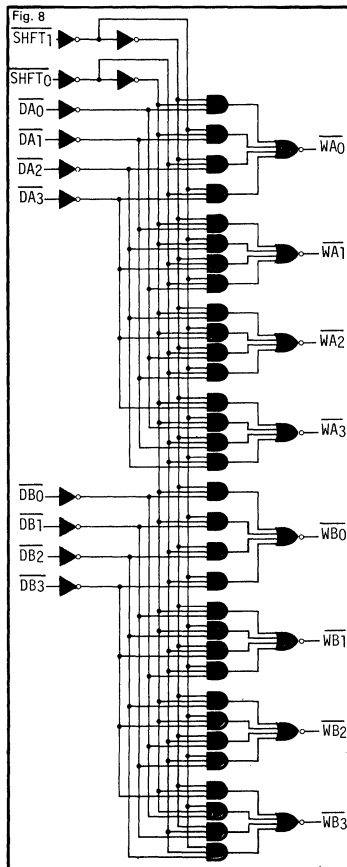 Fig. 8
SHFT1
SHFT0
DA0
DA1
DA2
DA3
WA0
WA1
WA2
WA3
DB0
DB1
DB2
DB3
WB0
WB1
WB2
WB3